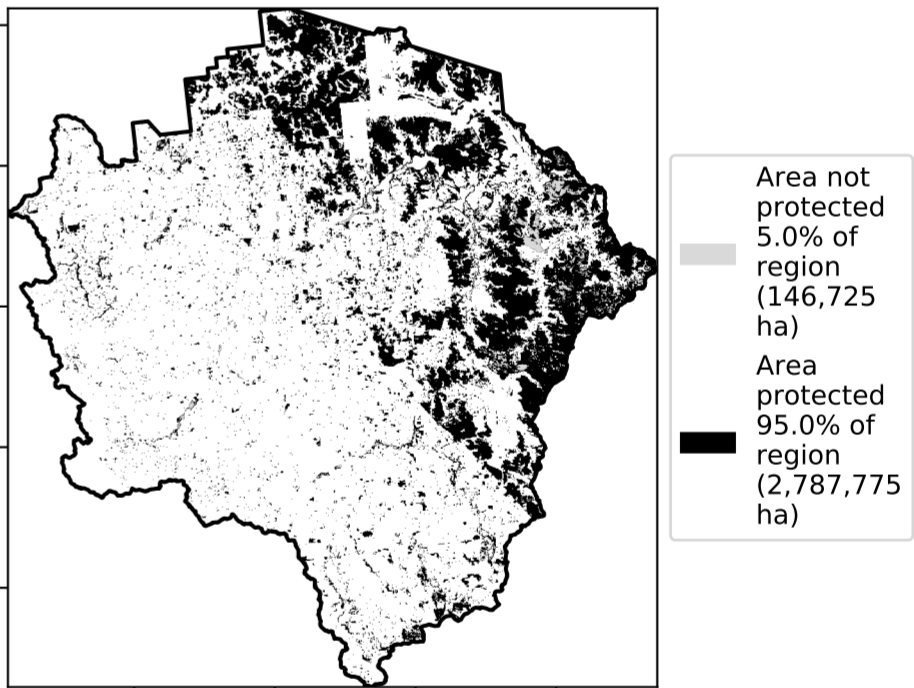 Area not
protected
5.0% of
region
(146,725
ha)
Area
protected
95.0% of
region
(2,787,775
ha)